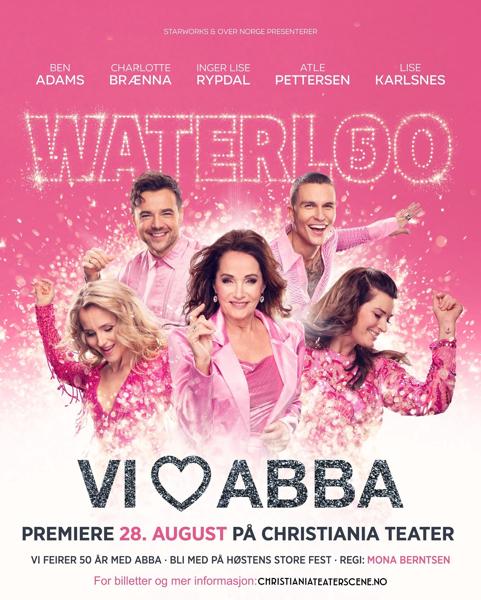 STARWORKS & OVER NORGE PRESENTERER
BEN ADAMS
CHARLOTTE BRÆNNA
INGER LISE RYPDAL
ATLE PETTERSEN
LISE KARLSNES
WATERLOO
50
VI ♡ ABBA
PREMIERE 28. AUGUST PÅ CHRISTIANIA TEATER
VI FEIRER 50 ÅR MED ABBA · BLI MED PÅ HØSTENS STORE FEST · REGI: MONA BERNTSEN
For billetter og mer informasjon: CHRISTIANIATEATERSCENE.NO